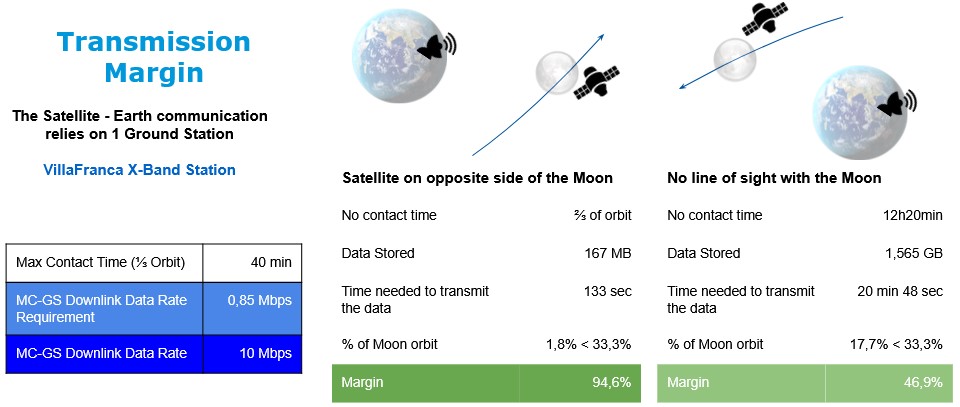 Transmission
Margin
The Satellite - Earth communication
relies on 1 Ground Station
VillaFranca X-Band Station
Max Contact Time (⅓ Orbit) 40 min
MC-GS Downlink Data Rate
Requirement 0,85 Mbps
MC-GS Downlink Data Rate 10 Mbps
Satellite on opposite side of the Moon
No contact time ⅔ of orbit
Data Stored 167 MB
Time needed to transmit
the data 133 sec
% of Moon orbit 1,8% < 33,3%
Margin 94,6%
No line of sight with the Moon
No contact time 12h20min
Data Stored 1,565 GB
Time needed to transmit
the data 20 min 48 sec
% of Moon orbit 17,7% < 33,3%
Margin 46,9%